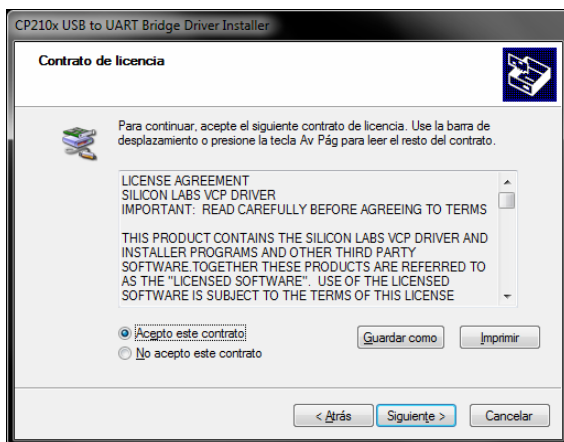 CP210x USB to UART Bridge Driver Installer
Contrato de licencia
Para continuar, acepte el siguiente contrato de licencia. Use la barra de
desplazamiento o presione la tecla Av Pág para leer el resto del contrato.
LICENSE AGREEMENT
SILICON LABS VCP DRIVER
IMPORTANT: READ CAREFULLY BEFORE AGREEING TO TERMS
THIS PRODUCT CONTAINS THE SILICON LABS VCP DRIVER AND
INSTALLER PROGRAMS AND OTHER THIRD PARTY
SOFTWARE.TOGETHER THESE PRODUCTS ARE REFERRED TO
AS THE "LICENSED SOFTWARE". USE OF THE LICENSED
SOFTWARE IS SUBJECT TO THE TERMS OF THIS LICENSE
Acepto este contrato
Guardar como
Imprimir
No acepto este contrato
< Atrás
Siguiente >
Cancelar